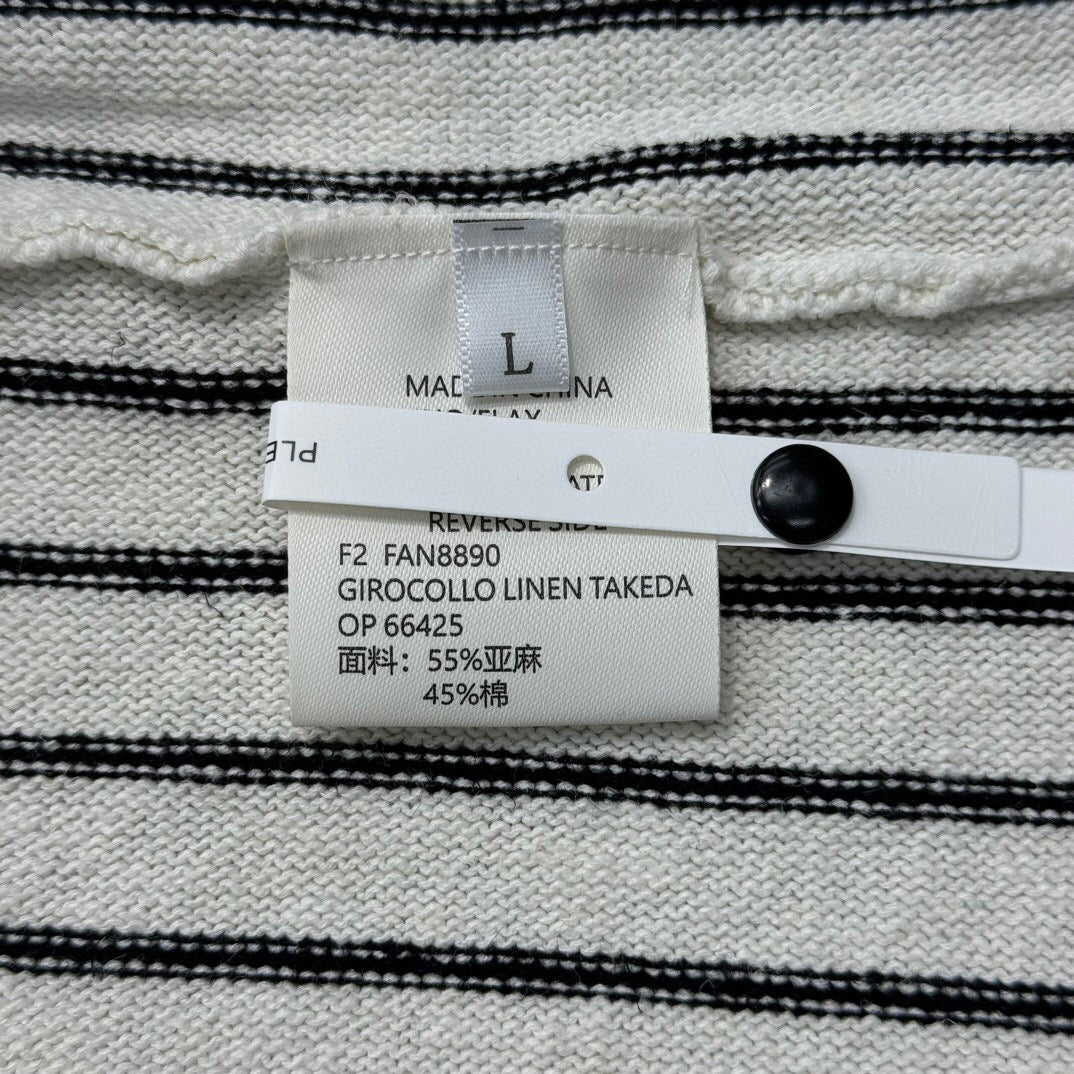 L
MADE IN CHINA
REVERSE SIDE
F2 FAN8890
GIROCOLLO LINEN TAKEDA
OP 66425
面料：55%亚麻
45%棉